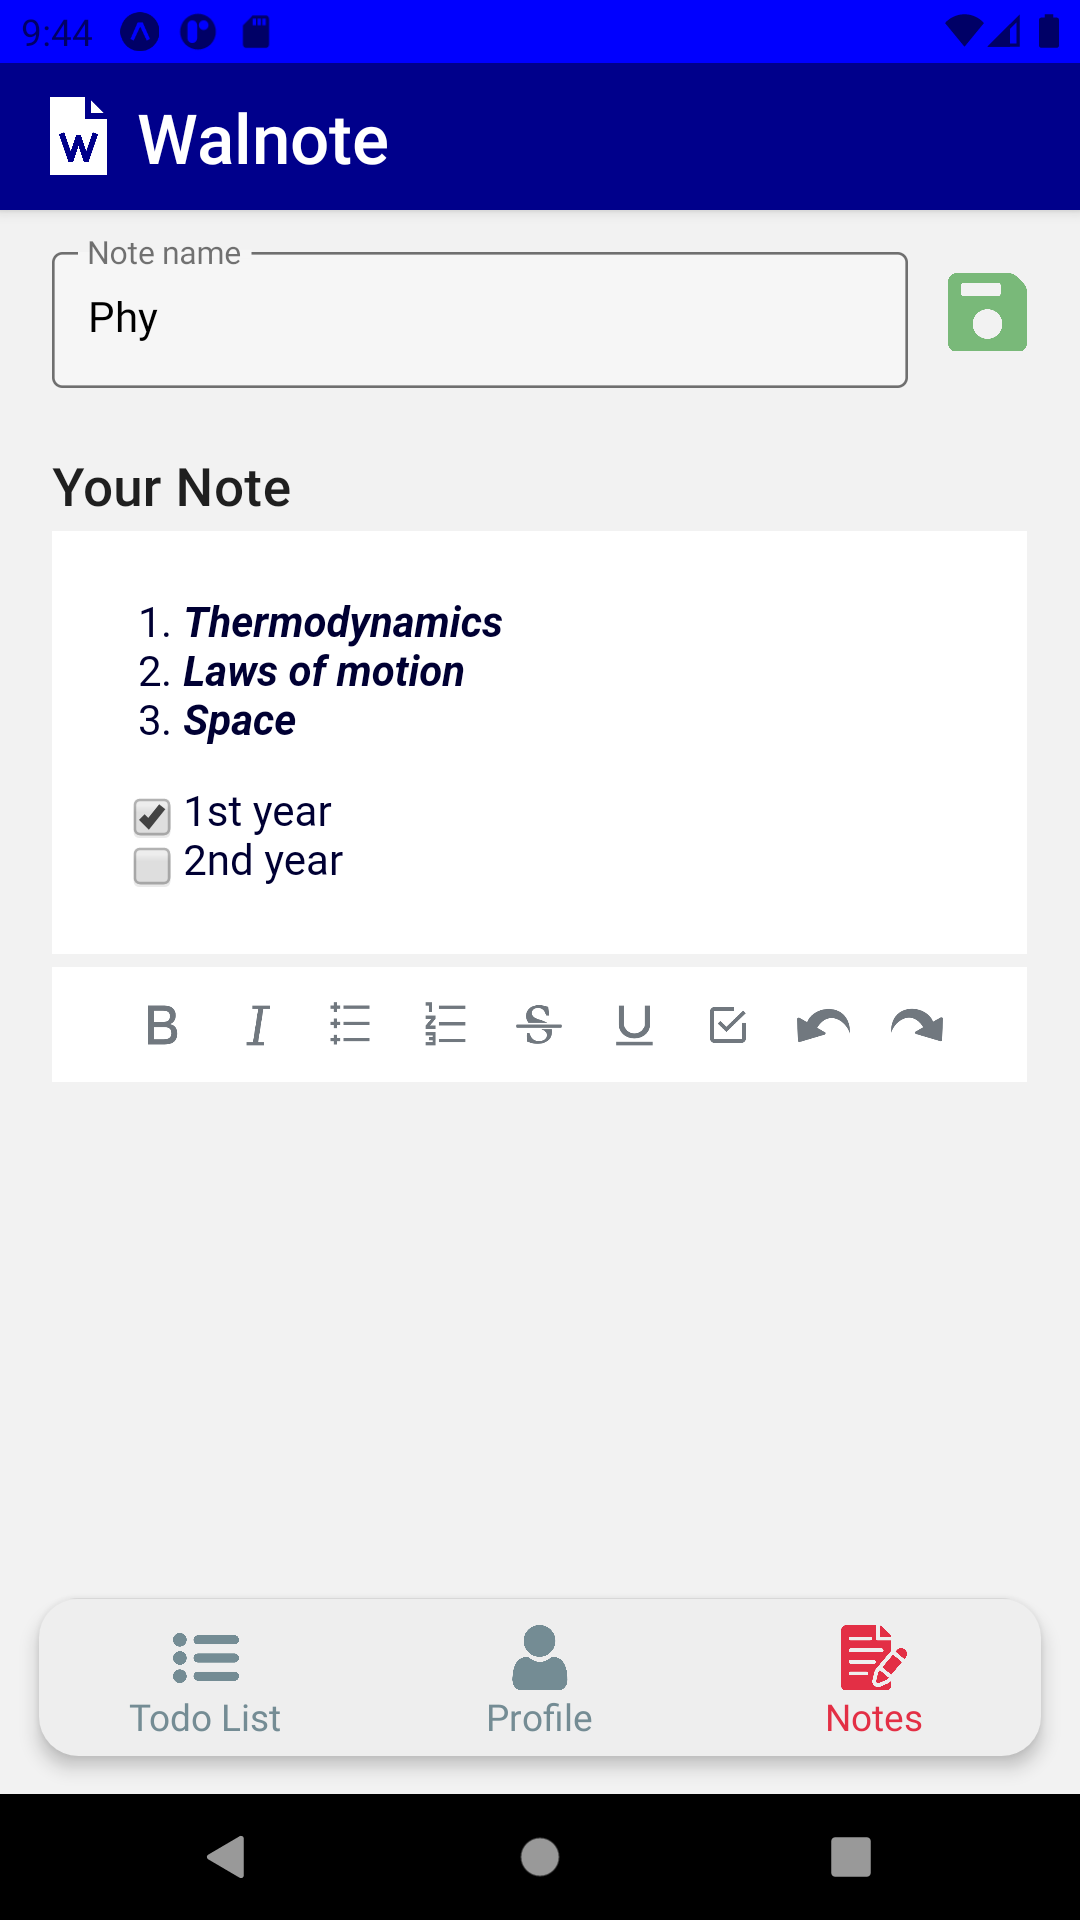 9:44
W Walnote
Note name
Phy
Your Note
1. Thermodynamics
2. Laws of motion
3. Space
1st year
2nd year
B I S U
Todo List Profile Notes